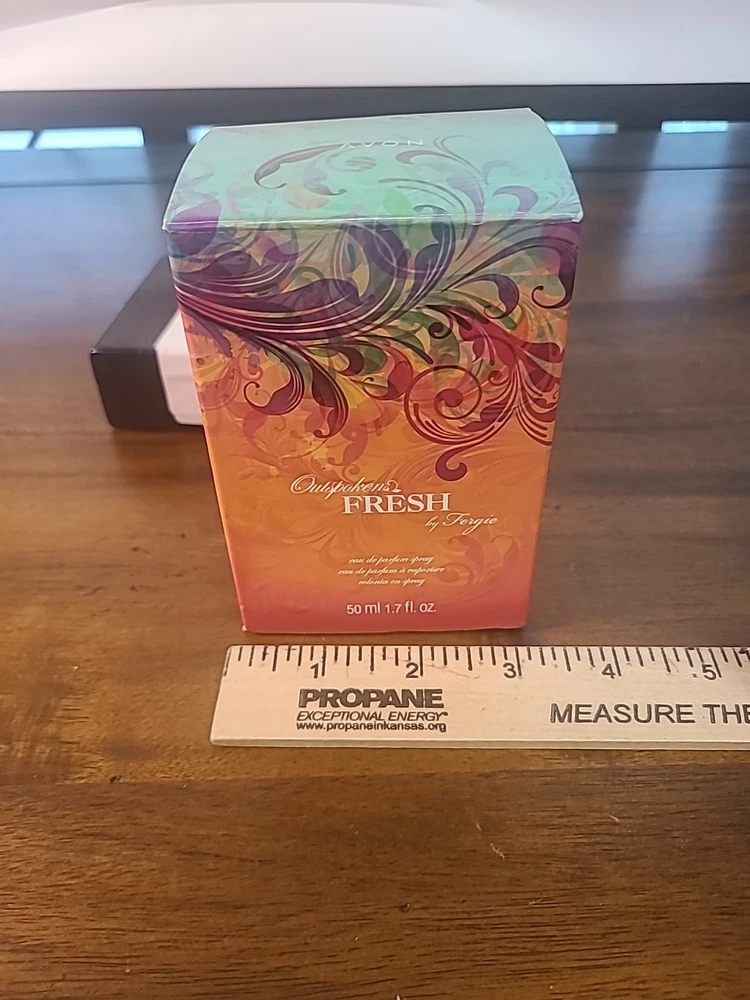 AVON
Outspoken
FRESH
by Fergie
eau de parfum spray
eau de parfum à vaporiser
colonia en spray
50 ml 1.7 fl. oz.
1 2 3 4 5
PROPANE
EXCEPTIONAL ENERGY
www.propaneinkansas.org
MEASURE THE